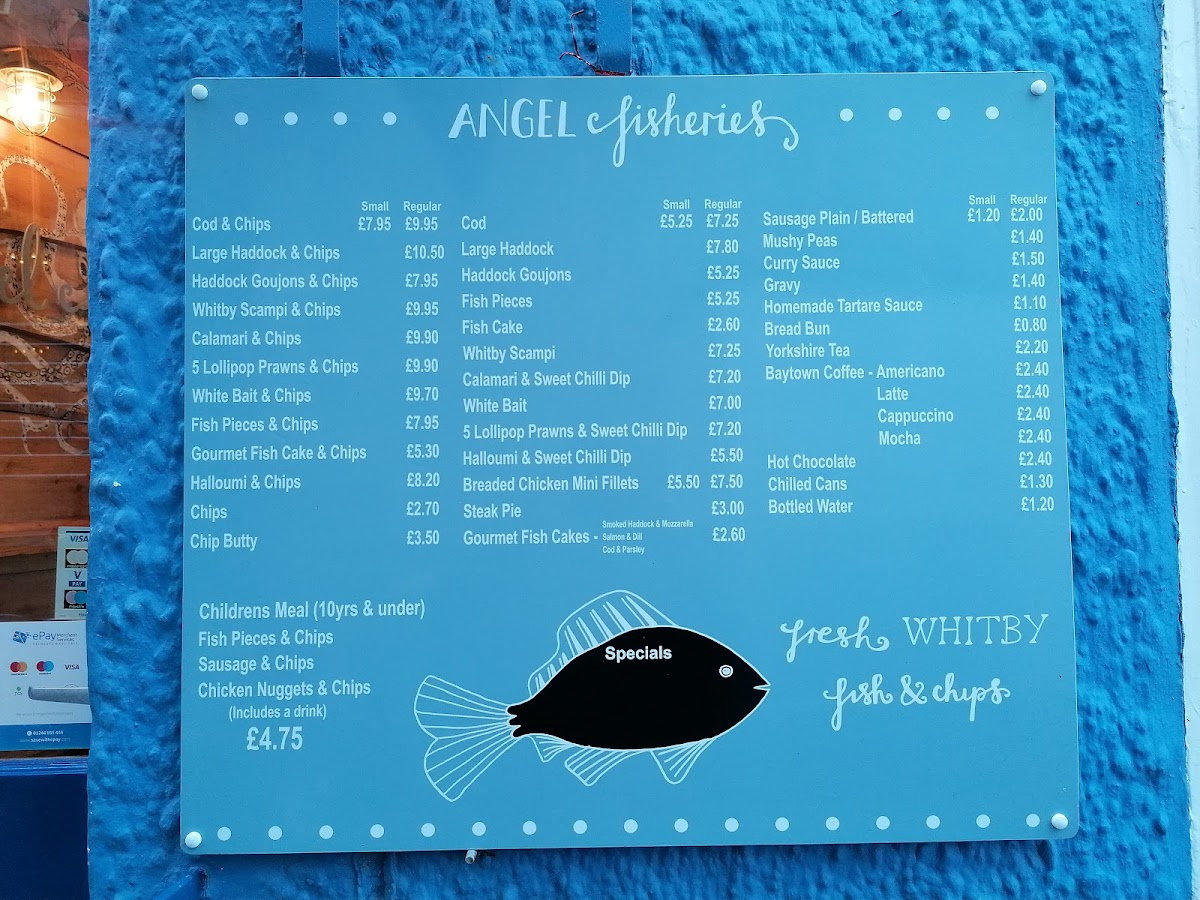 ANGEL fisheries
Small Regular
Cod & Chips £7.95 £9.95
Large Haddock & Chips £10.50
Haddock Goujons & Chips £7.95
Whitby Scampi & Chips £9.95
Calamari & Chips £9.90
5 Lollipop Prawns & Chips £9.90
White Bait & Chips £9.70
Fish Pieces & Chips £7.95
Gourmet Fish Cake & Chips £5.30
Halloumi & Chips £8.20
Chips £2.70
Chip Butty £3.50
Small Regular
Cod £5.25 £7.25
Large Haddock £7.80
Haddock Goujons £5.25
Fish Pieces £5.25
Fish Cake £2.60
Whitby Scampi £7.25
Calamari & Sweet Chilli Dip £7.20
White Bait £7.00
5 Lollipop Prawns & Sweet Chilli Dip £7.20
Halloumi & Sweet Chilli Dip £5.50
Breaded Chicken Mini Fillets £5.50 £7.50
Steak Pie £3.00
Smoked Haddock & Mozzarella
Gourmet Fish Cakes - Salmon & Dill £2.60
Cod & Parsley
Small Regular
Sausage Plain / Battered £1.20 £2.00
Mushy Peas £1.40
Curry Sauce £1.50
Gravy £1.40
Homemade Tartare Sauce £1.10
Bread Bun £0.80
Yorkshire Tea £2.20
Baytown Coffee - Americano £2.40
Latte £2.40
Cappuccino £2.40
Mocha £2.40
Hot Chocolate £2.40
Chilled Cans £1.30
Bottled Water £1.20
Childrens Meal (10yrs & under)
Fish Pieces & Chips
Sausage & Chips
Chicken Nuggets & Chips
(Includes a drink)
£4.75
Specials
fresh WHITBY
fish & chips
VISA
V
PAY
ePay Merchant Services
VISA